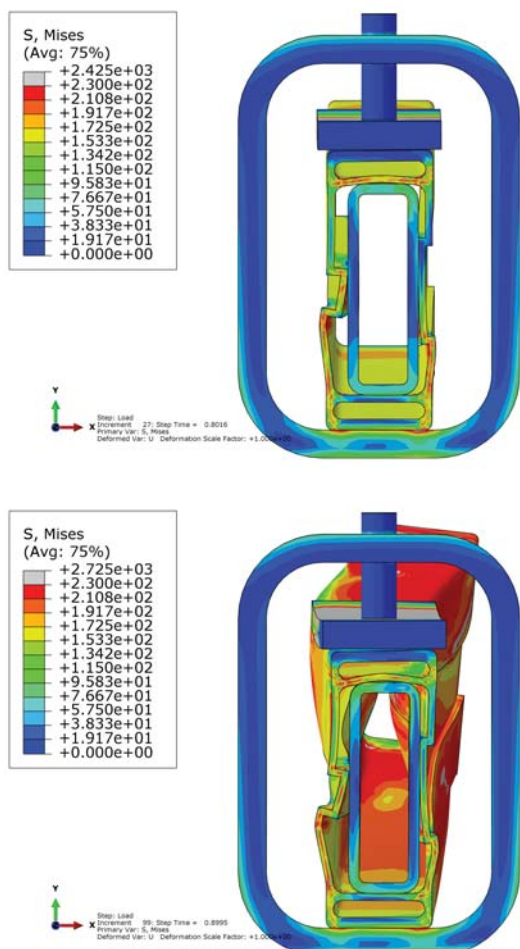 S, Mises
(Avg: 75%)
+2.425e+03
+2.300e+02
+2.108e+02
+1.917e+02
+1.725e+02
+1.533e+02
+1.342e+02
+1.150e+02
+9.583e+01
+7.667e+01
+5.750e+01
+3.833e+01
+1.917e+01
+0.000e+00
Y
X
Step: Load
Increment 27: Step Time = 0.8016
Primary Var: S, Mises
Deformed Var: U Deformation Scale Factor: +1.000e+00
S, Mises
(Avg: 75%)
+2.725e+03
+2.300e+02
+2.108e+02
+1.917e+02
+1.725e+02
+1.533e+02
+1.342e+02
+1.150e+02
+9.583e+01
+7.667e+01
+5.750e+01
+3.833e+01
+1.917e+01
+0.000e+00
Y
X
Step: Load
Increment 99: Step Time = 0.8995
Primary Var: S, Mises
Deformed Var: U Deformation Scale Factor: +1.000e+00